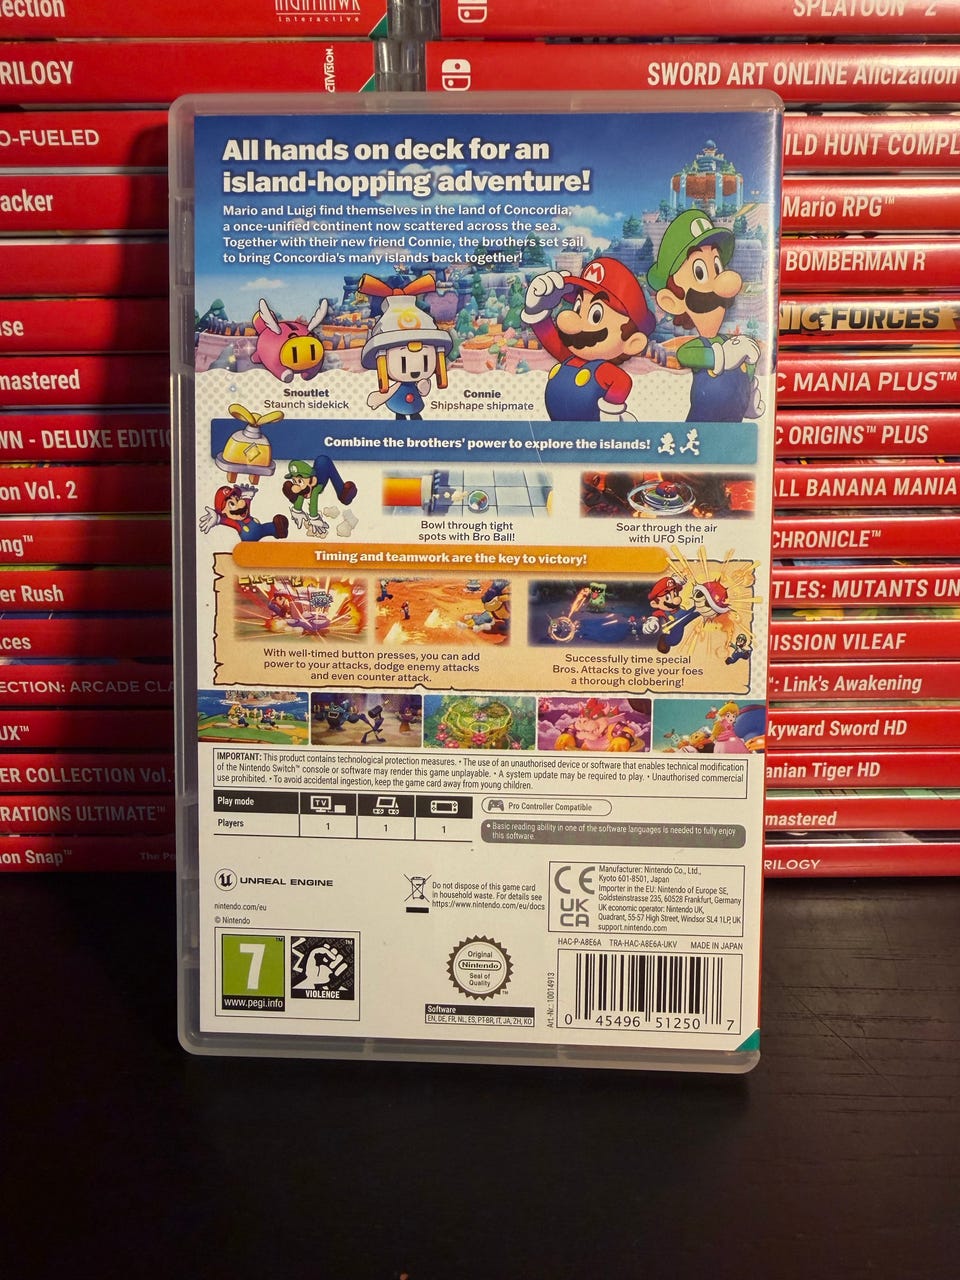 All hands on deck for an
island-hopping adventure!
Mario and Luigi find themselves in the land of Concordia,
a once-unified continent now scattered across the sea.
Together with their new friend Connie, the brothers set sail
to bring Concordia's many islands back together!
Snoutlet
Staunch sidekick
Connie
Shipshape shipmate
Combine the brothers' power to explore the islands!
Bowl through tight
spots with Bro Ball!
Soar through the air
with UFO Spin!
Timing and teamwork are the key to victory!
With well-timed button presses, you can add
power to your attacks, dodge enemy attacks
and even counter attack.
Successfully time special
Bros. Attacks to give your foes
a thorough clobbering!
IMPORTANT: This product contains technological protection measures. • The use of an unauthorised device or software that enables technical modification
of the Nintendo Switch™ console or software may render this game unplayable. • A system update may be required to play. • Unauthorised commercial
use prohibited. • To avoid accidental ingestion, keep the game card away from young children.
Play mode
TV
Players
1
1
1
Pro Controller Compatible
• Basic reading ability in one of the software languages is needed to fully enjoy
this software.
UNREAL ENGINE
nintendo.com/eu
© Nintendo
Do not dispose of this game card
in household waste. For details see
https://www.nintendo.com/eu/docs
CE
UK
CA
Manufacturer: Nintendo Co., Ltd.,
Kyoto 601-8501, Japan
Importer in the EU: Nintendo of Europe SE,
Goldsteinstrasse 235, 60528 Frankfurt, Germany
UK economic operator: Nintendo UK,
Quadrant, 55-57 High Street, Windsor SL4 1LP, UK
support.nintendo.com
HAC-P-A8E6A TRA-HAC-A8E6A-UKV MADE IN JAPAN
7
www.pegi.info
VIOLENCE
Original
Nintendo
Seal of
Quality
Software
EN, DE, FR, NL, ES, PT-BR, IT, JA, ZH, KO
Art.-Nr.: 10014913
0 45496 51250 7
ection
Interactive
RILOGY
ACTIVISION.
O-FUELED
acker
se
mastered
WN - DELUXE EDITI
on Vol. 2
ng™
er Rush
ces
ECTION: ARCADE CLA
UX™
ER COLLECTION Vol.
RATIONS ULTIMATE™
on Snap™
SPLATOON 2
SWORD ART ONLINE Alicization
ILD HUNT COMPL
Mario RPG™
BOMBERMAN R
NIC FORCES
C MANIA PLUS™
C ORIGINS™ PLUS
ALL BANANA MANIA
CHRONICLE™
TLES: MUTANTS UN
ISSION VILEAF
: Link's Awakening
kyward Sword HD
anian Tiger HD
mastered
RILOGY